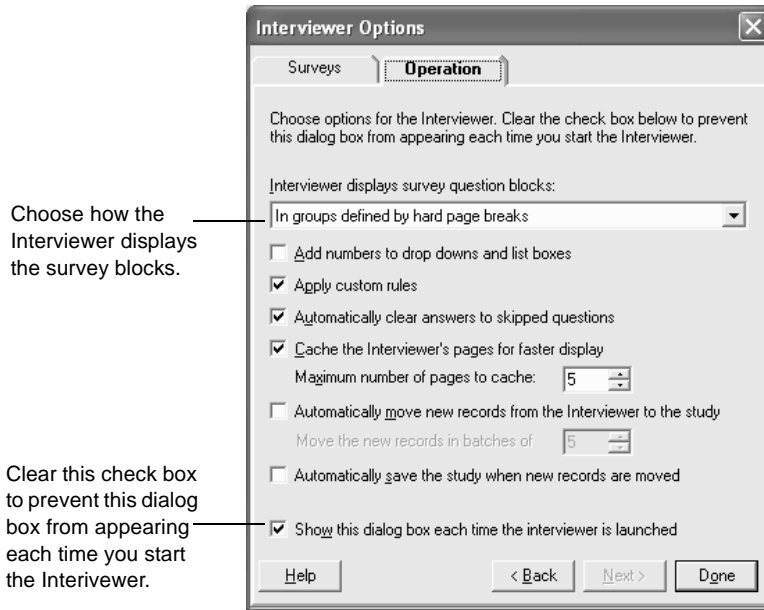 Interviewer Options
Surveys
Operation
Choose options for the Interviewer. Clear the check box below to prevent
this dialog box from appearing each time you start the Interviewer.
Interviewer displays survey question blocks:
Choose how the
Interviewer displays
the survey blocks.
In groups defined by hard page breaks
Add numbers to drop downs and list boxes
Apply custom rules
Automatically clear answers to skipped questions
Cache the Interviewer's pages for faster display
Maximum number of pages to cache: 5
Automatically move new records from the Interviewer to the study
Move the new records in batches of 5
Automatically save the study when new records are moved
Clear this check box
to prevent this dialog
box from appearing
each time you start
the Interivewer.
Show this dialog box each time the interviewer is launched
Help < Back Next > Done